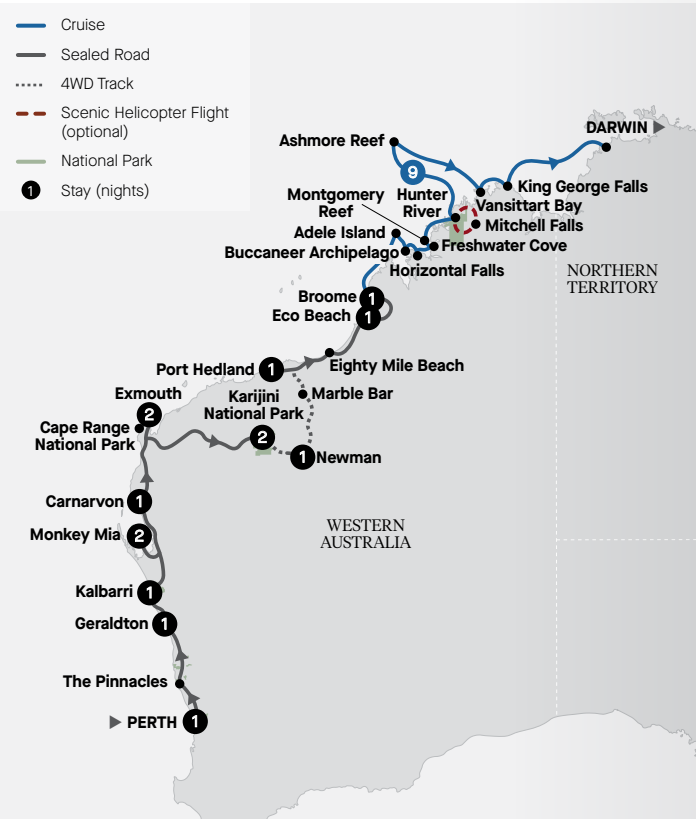 Cruise
Sealed Road
4WD Track
Scenic Helicopter Flight
(optional)
National Park
1 Stay (nights)
DARWIN
Ashmore Reef
9
King George Falls
Hunter
River
Vansittart Bay
Montgomery
Reef
Mitchell Falls
Adele Island
Freshwater Cove
Buccaneer Archipelago
Horizontal Falls
NORTHERN
TERRITORY
Broome 1
Eco Beach 1
Eighty Mile Beach
Port Hedland 1
Marble Bar
Exmouth
2
Karijini
National Park
2
Cape Range
National Park
1 Newman
Carnarvon 1
WESTERN
AUSTRALIA
Monkey Mia 2
Kalbarri 1
Geraldton 1
The Pinnacles
PERTH 1